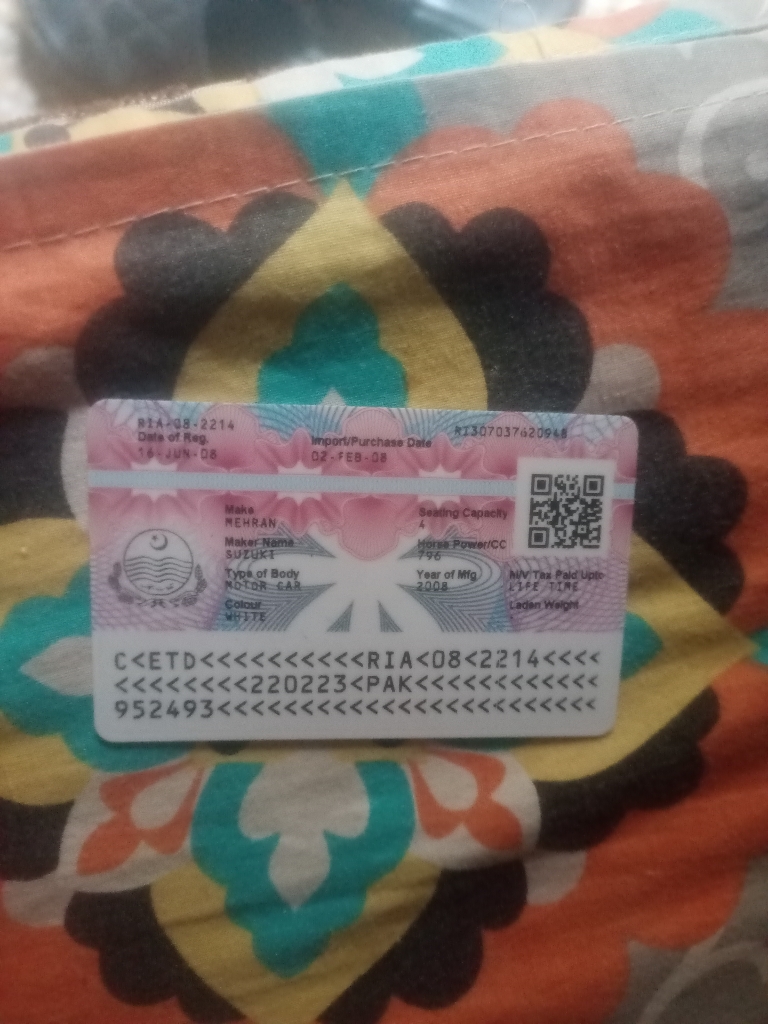 RIA-08-2214
Date of Reg.
16-JUN-08
Import/Purchase Date
02-FEB-08
RI307037620948
Make
MEHRAN
Maker Name
SUZUKI
Type of Body
MOTOR CAR
Colour
WHITE
Seating Capacity
4
Horse Power/CC
796
Year of Mfg
2008
M/V Tax Paid Upto
LIFE TIME
Laden Weight
C<ETD<<<<<<<<<<RIA<08<2214<<<<
<<<<<<<<220223<PAK<<<<<<<<<<<<
952493<<<<<<<<<<<<<<<<<<<<<<<<